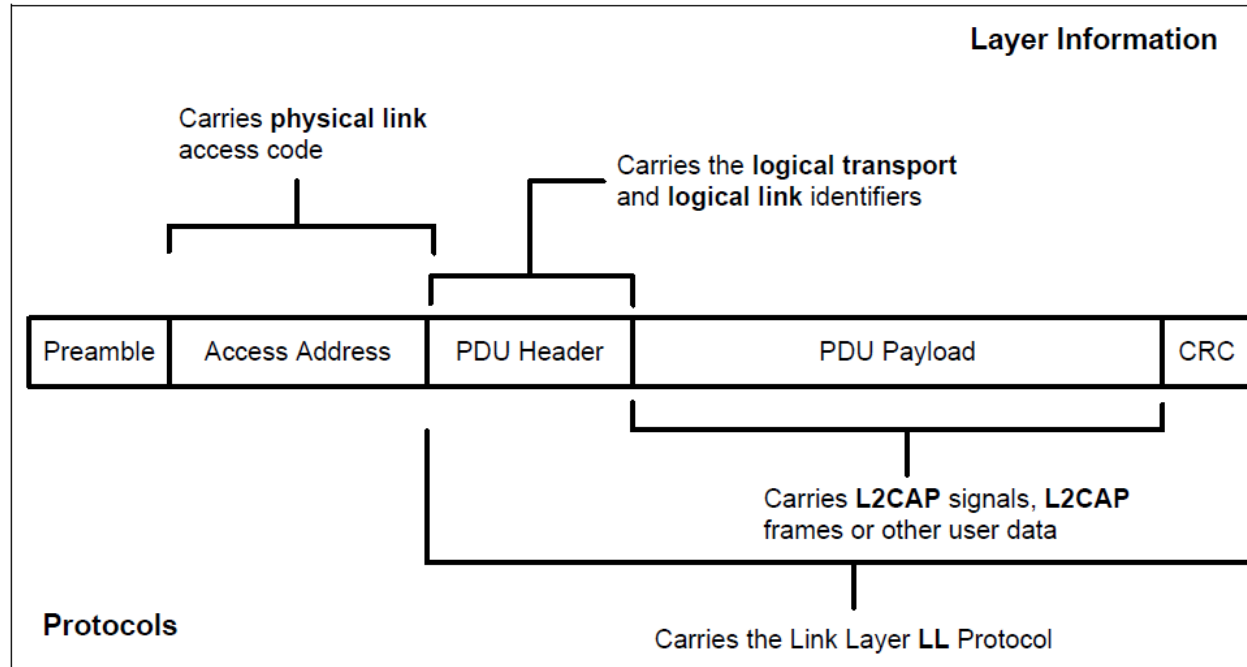 Layer Information
Carries physical link
access code
Carries the logical transport
and logical link identifiers
Preamble
Access Address
PDU Header
PDU Payload
CRC
Carries L2CAP signals, L2CAP
frames or other user data
Protocols
Carries the Link Layer LL Protocol